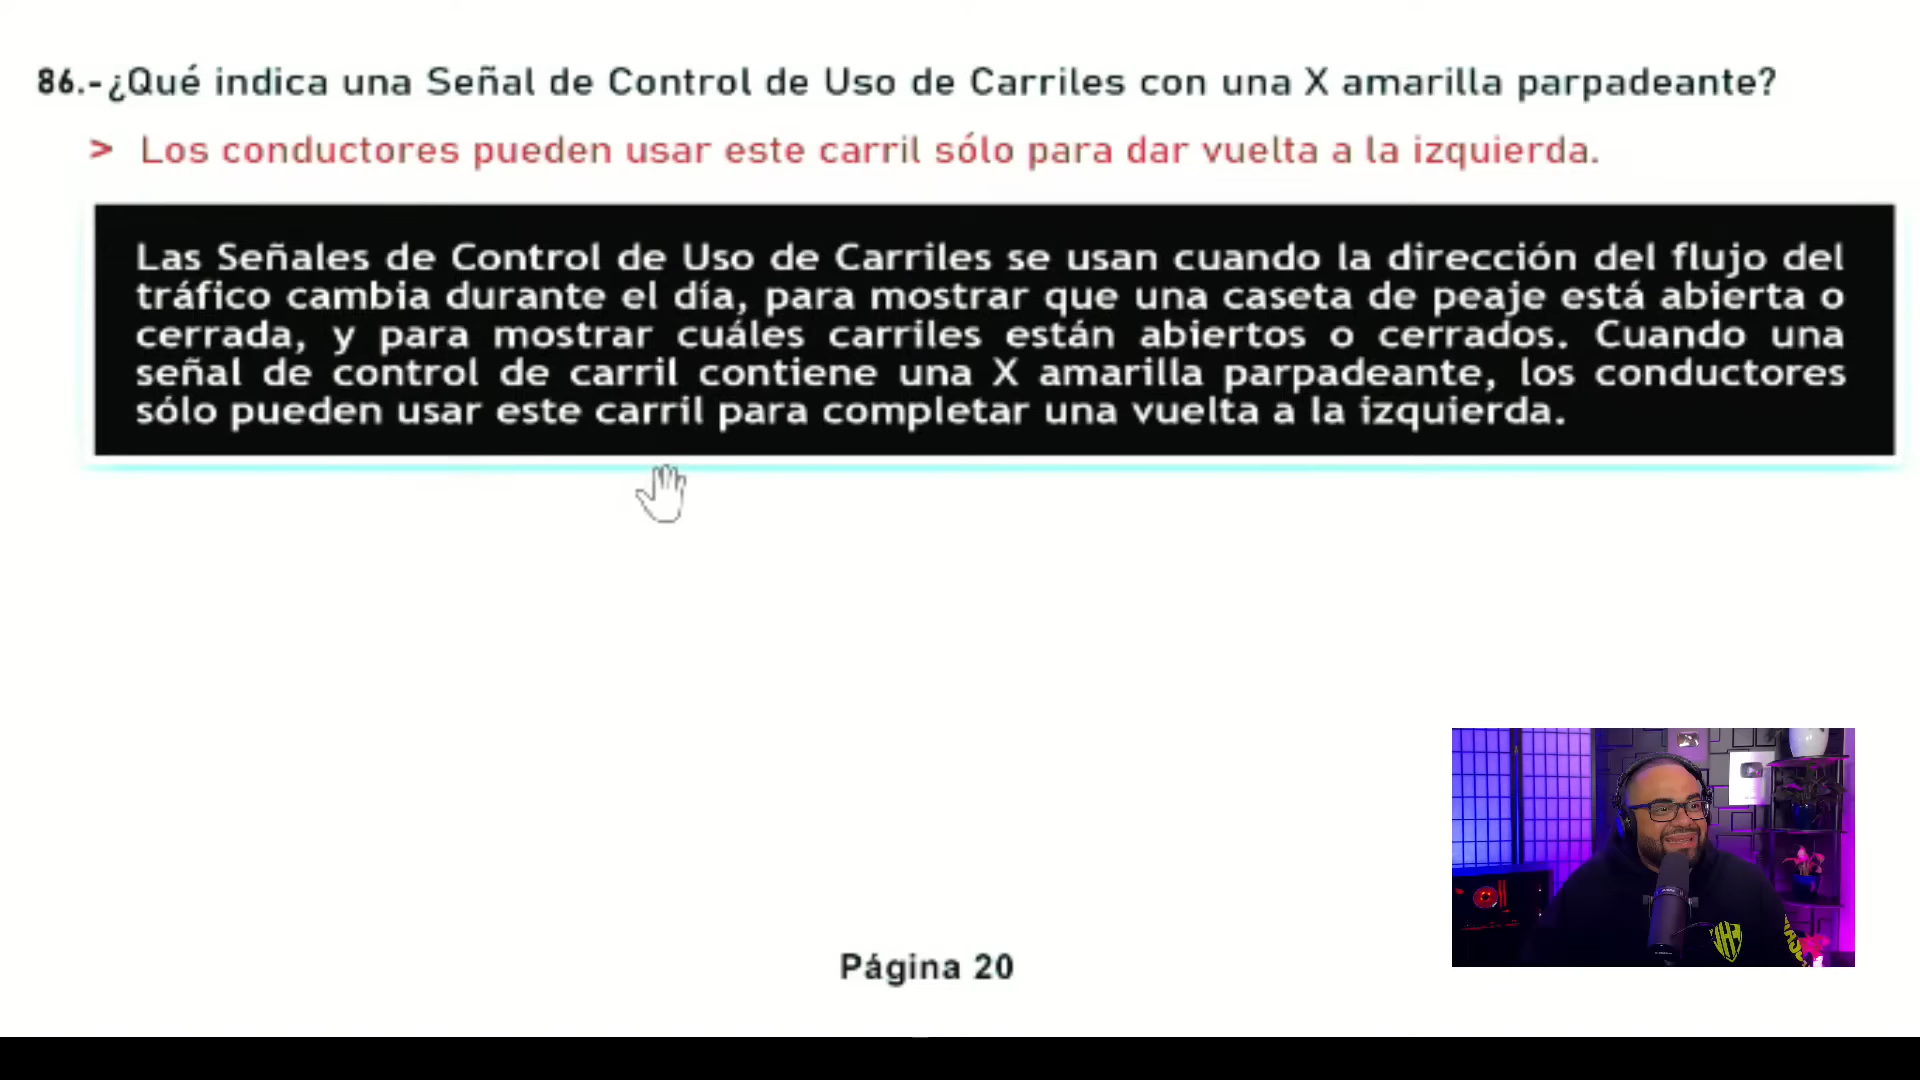 86.-¿Qué indica una Señal de Control de Uso de Carriles con una X amarilla parpadeante?
> Los conductores pueden usar este carril sólo para dar vuelta a la izquierda.
Las Señales de Control de Uso de Carriles se usan cuando la dirección del flujo del
tráfico cambia durante el día, para mostrar que una caseta de peaje está abierta o
cerrada, y para mostrar cuáles carriles están abiertos o cerrados. Cuando una
señal de control de carril contiene una X amarilla parpadeante, los conductores
sólo pueden usar este carril para completar una vuelta a la izquierda.
Página 20